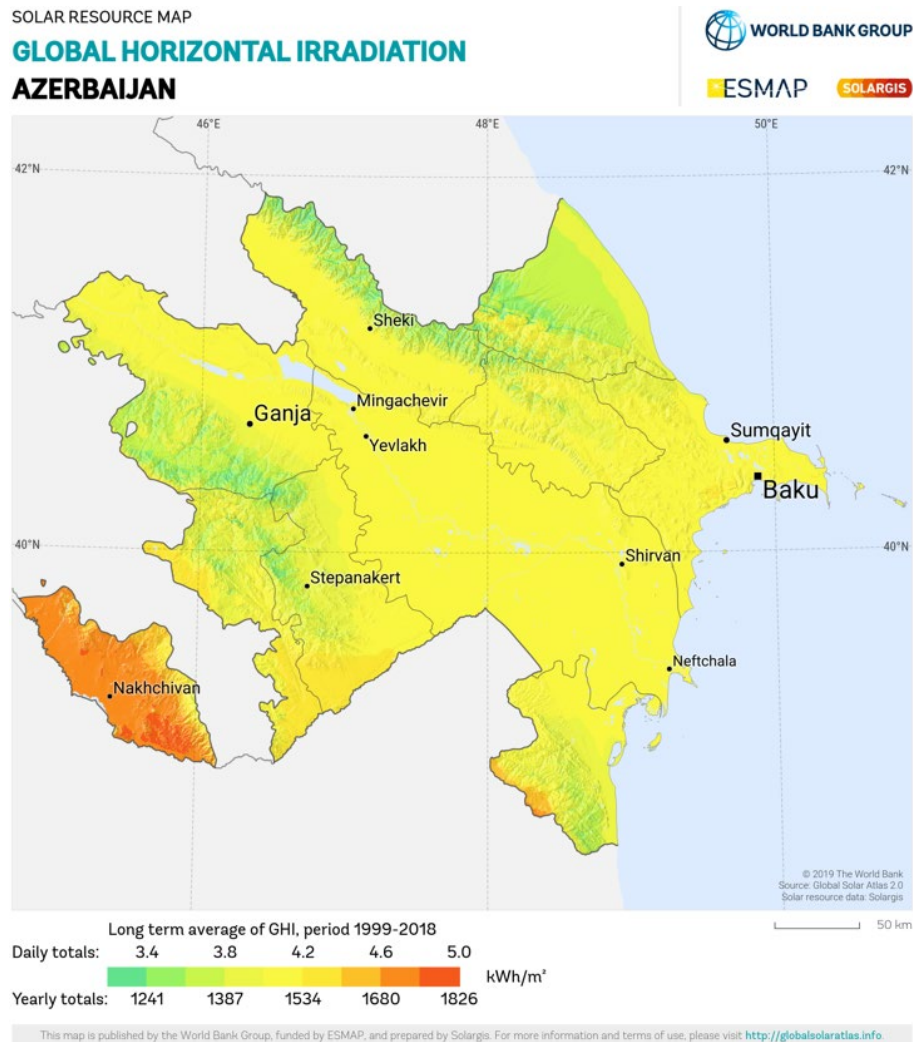 SOLAR RESOURCE MAP
GLOBAL HORIZONTAL IRRADIATION
AZERBAIJAN
WORLD BANK GROUP
ESMAP
SOLARGIS
46°E
48°E
50°E
42°N
42°N
Sheki
Mingachevir
Ganja
Yevlakh
Sumqayit
Baku
40°N
40°N
Shirvan
Stepanakert
Neftchala
Nakhchivan
© 2019 The World Bank
Source: Global Solar Atlas 2.0
Solar resource data: Solargis
50 km
Long term average of GHI, period 1999-2018
Daily totals: 3.4 3.8 4.2 4.6 5.0
kWh/m²
Yearly totals: 1241 1387 1534 1680 1826
This map is published by the World Bank Group, funded by ESMAP, and prepared by Solargis. For more information and terms of use, please visit http://globalsolaratlas.info.